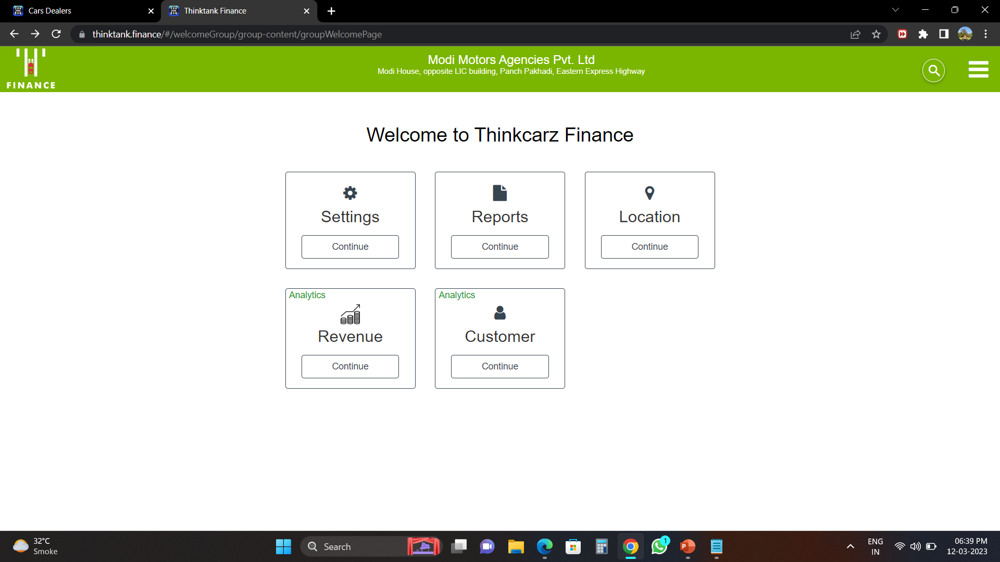 Cars Dealers
Thinktank Finance
thinktank.finance/#/welcomeGroup/group-content/groupWelcomePage
FINANCE
Modi Motors Agencies Pvt. Ltd
Modi House, opposite LIC building, Panch Pakhadi, Eastern Express Highway
Welcome to Thinkcarz Finance
Settings
Continue
Reports
Continue
Location
Continue
Analytics
Revenue
Continue
Analytics
Customer
Continue
32°C
Smoke
Search
1
P
ENG
IN
06:39 PM
12-03-2023